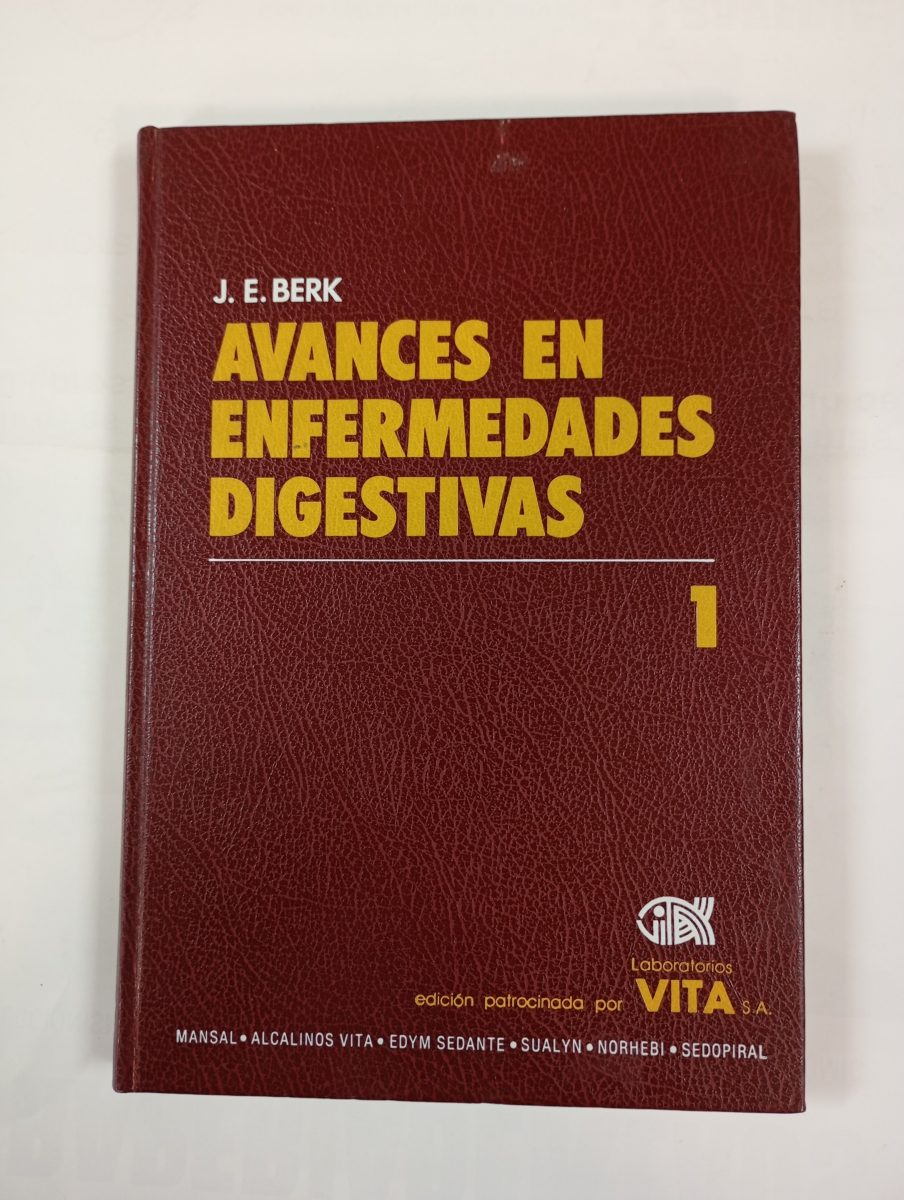 J. E. BERK
AVANCES EN
ENFERMEDADES
DIGESTIVAS
1
VITA
Laboratorios
edición patrocinada por VITA S.A.
MANSAL • ALCALINOS VITA • EDYM SEDANTE • SUALYN • NORHEBI • SEDOPIRAL